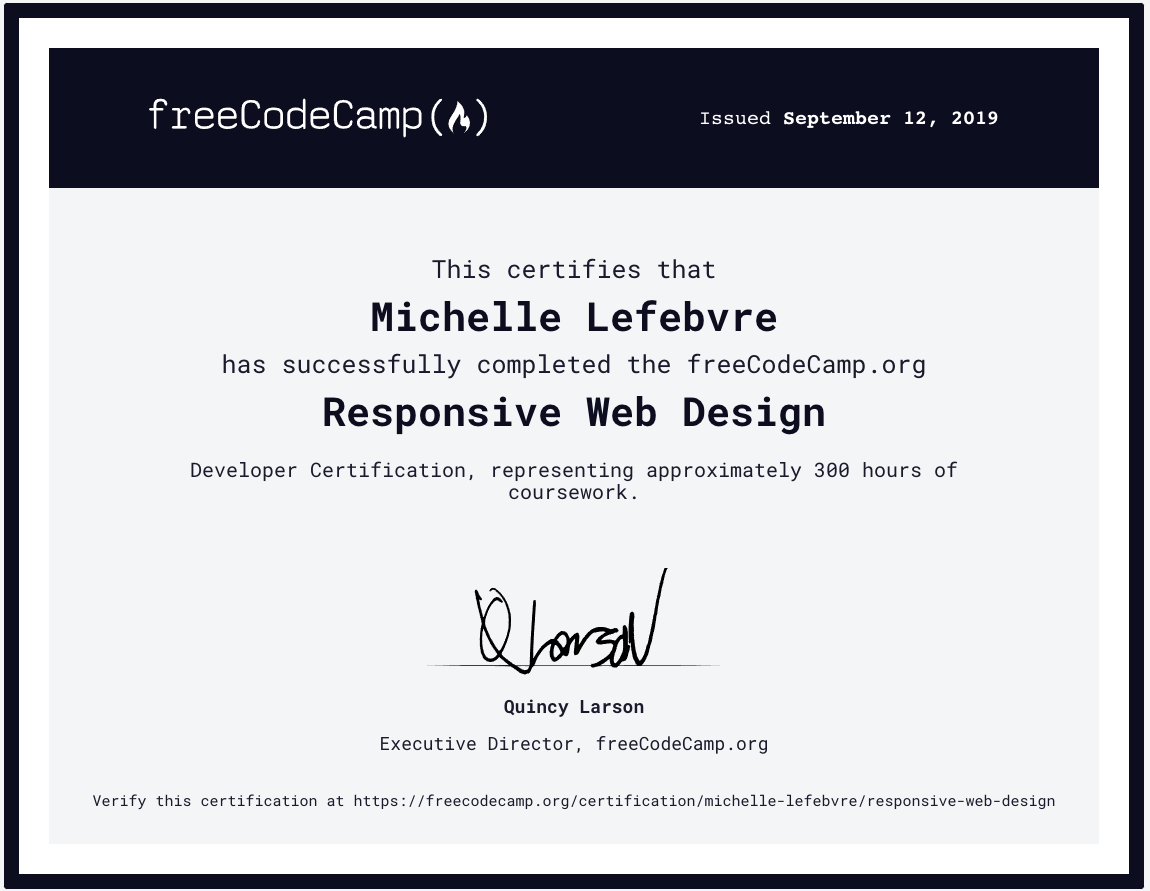 freeCodeCamp(🔥)
Issued September 12, 2019
This certifies that
Michelle Lefebvre
has successfully completed the freeCodeCamp.org
Responsive Web Design
Developer Certification, representing approximately 300 hours of
coursework.
Q Larson
Quincy Larson
Executive Director, freeCodeCamp.org
Verify this certification at https://freecodecamp.org/certification/michelle-lefebvre/responsive-web-design